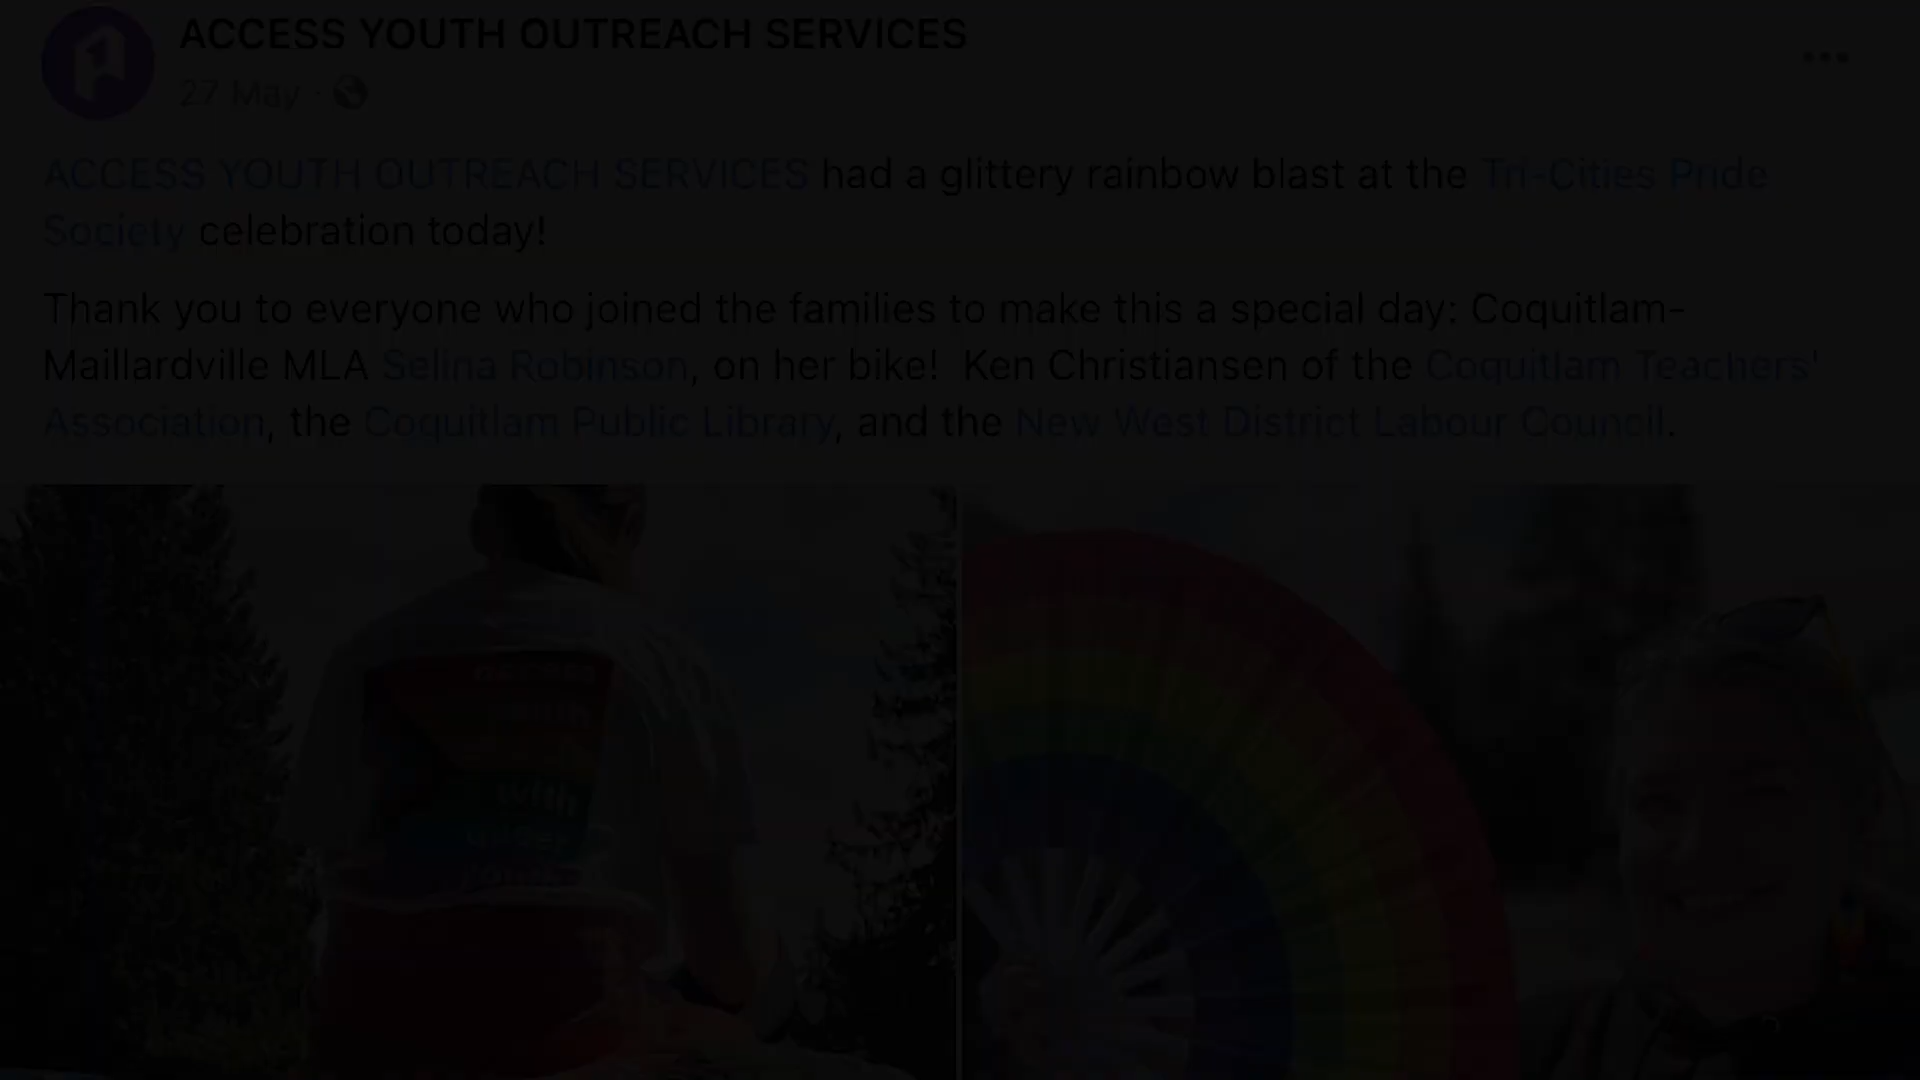 ACCESS YOUTH OUTREACH SERVICES
27 May ·
ACCESS YOUTH OUTREACH SERVICES had a glittery rainbow blast at the Tri-Cities Pride
Society celebration today!
Thank you to everyone who joined the families to make this a special day: Coquitlam-
Maillardville MLA Selina Robinson, on her bike! Ken Christiansen of the Coquitlam Teachers'
Association, the Coquitlam Public Library, and the New West District Labour Council.
with